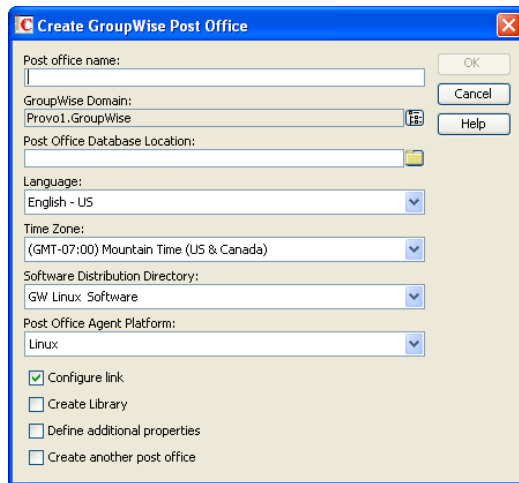 Create GroupWise Post Office
Post office name:
OK
GroupWise Domain:
Cancel
Provo1.GroupWise
Help
Post Office Database Location:
Language:
English - US
Time Zone:
(GMT-07:00) Mountain Time (US & Canada)
Software Distribution Directory:
GW Linux Software
Post Office Agent Platform:
Linux
Configure link
Create Library
Define additional properties
Create another post office